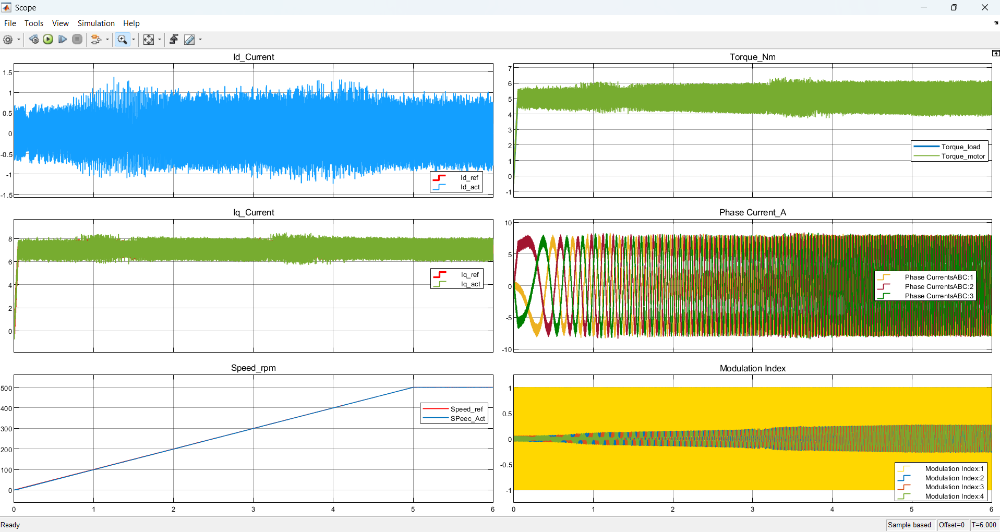 Scope
File Tools View Simulation Help
Id_Current
1.5
1
0.5
0
-0.5
-1
-1.5
Id_ref
Id_act
Torque_Nm
7
6
5
4
3
2
1
0
-1
Torque_load
Torque_motor
Iq_Current
8
6
4
2
0
Iq_ref
Iq_act
Phase Current_A
10
5
0
-5
-10
Phase CurrentsABC:1
Phase CurrentsABC:2
Phase CurrentsABC:3
Speed_rpm
500
400
300
200
100
0
Speed_ref
SPeec_Act
0 1 2 3 4 5 6
Modulation Index
1
0.5
0
-0.5
-1
Modulation Index:1
Modulation Index:2
Modulation Index:3
Modulation Index:4
0 1 2 3 4 5 6
Ready
Sample based Offset=0 T=6.000